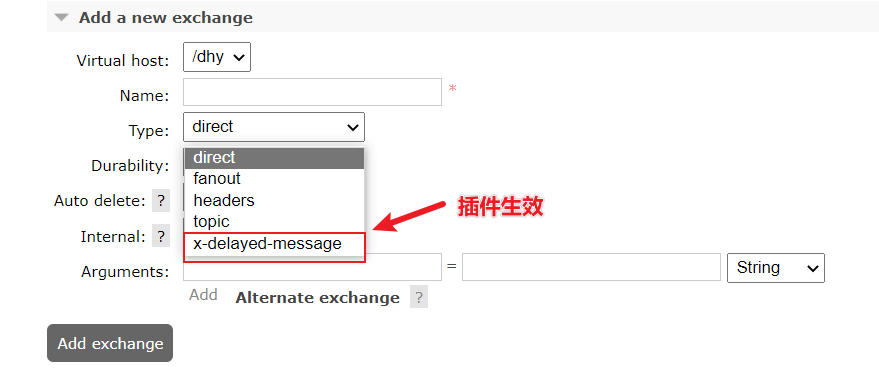 Add a new exchange
Virtual host: /dhy
Name: *
Type: direct
Durability:
direct
fanout
Auto delete: ?
headers
topic
Internal: ?
x-delayed-message
插件生效
Arguments: = String
Add Alternate exchange ?
Add exchange